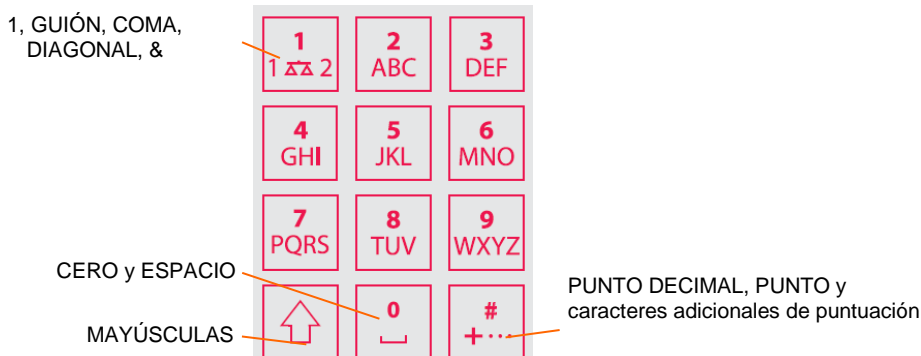 1, GUIÓN, COMA,
DIAGONAL, &
1
1 2
2
ABC
3
DEF
4
GHI
5
JKL
6
MNO
7
PQRS
8
TUV
9
WXYZ
CERO y ESPACIO
MAYÚSCULAS
0
#
+...
PUNTO DECIMAL, PUNTO y
caracteres adicionales de puntuación